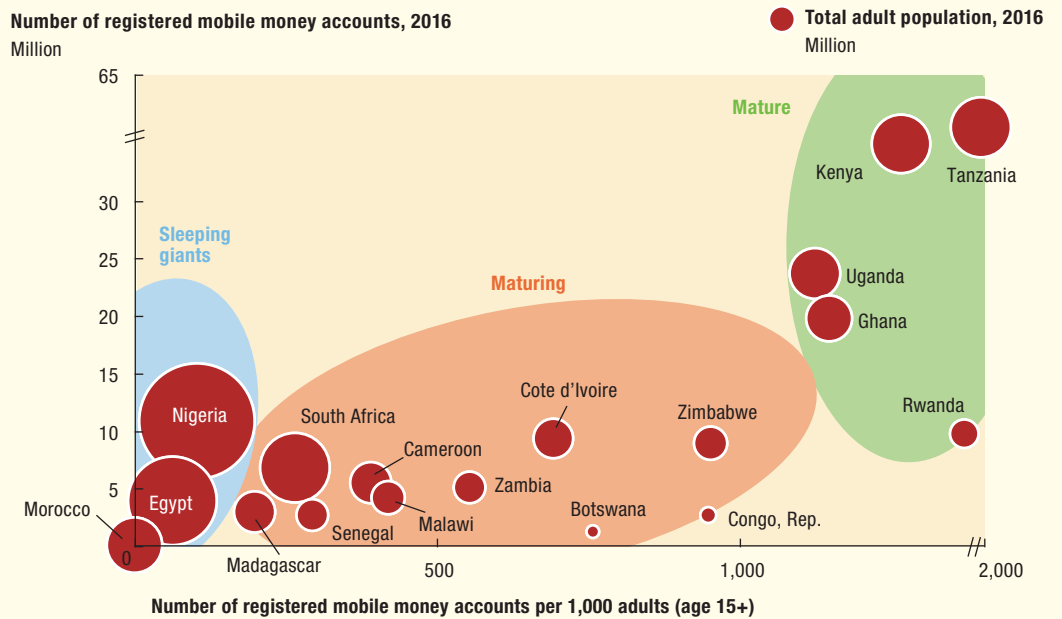 Number of registered mobile money accounts, 2016
Million
Total adult population, 2016
Million
65
30
25
20
15
10
5
0
Mature
Kenya
Tanzania
Sleeping
giants
Uganda
Maturing
Ghana
Cote d’Ivoire
Nigeria
South Africa
Zimbabwe
Rwanda
Cameroon
Zambia
Egypt
Morocco
Botswana
Malawi
Congo, Rep.
Senegal
Madagascar
500
1,000
2,000
Number of registered mobile money accounts per 1,000 adults (age 15+)